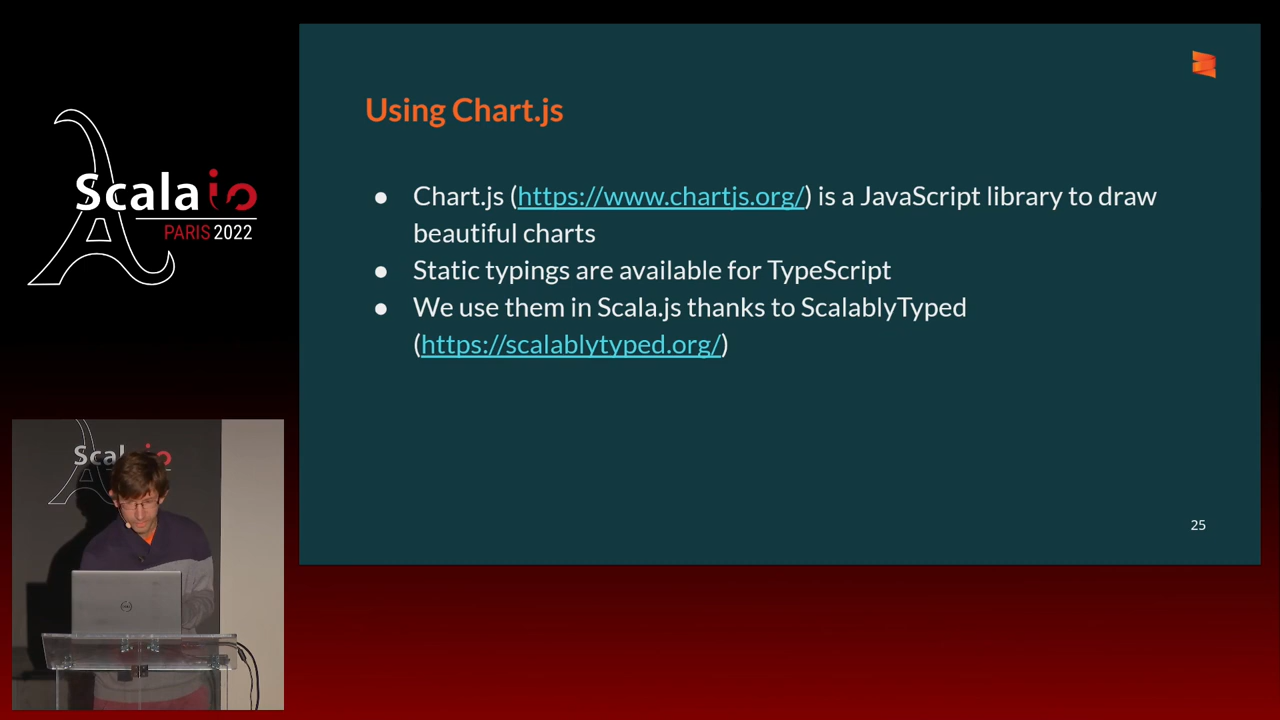 Scala io
PARIS 2022
Using Chart.js
● Chart.js (https://www.chartjs.org/) is a JavaScript library to draw
beautiful charts
● Static typings are available for TypeScript
● We use them in Scala.js thanks to ScalablyTyped
(https://scalablytyped.org/)
25